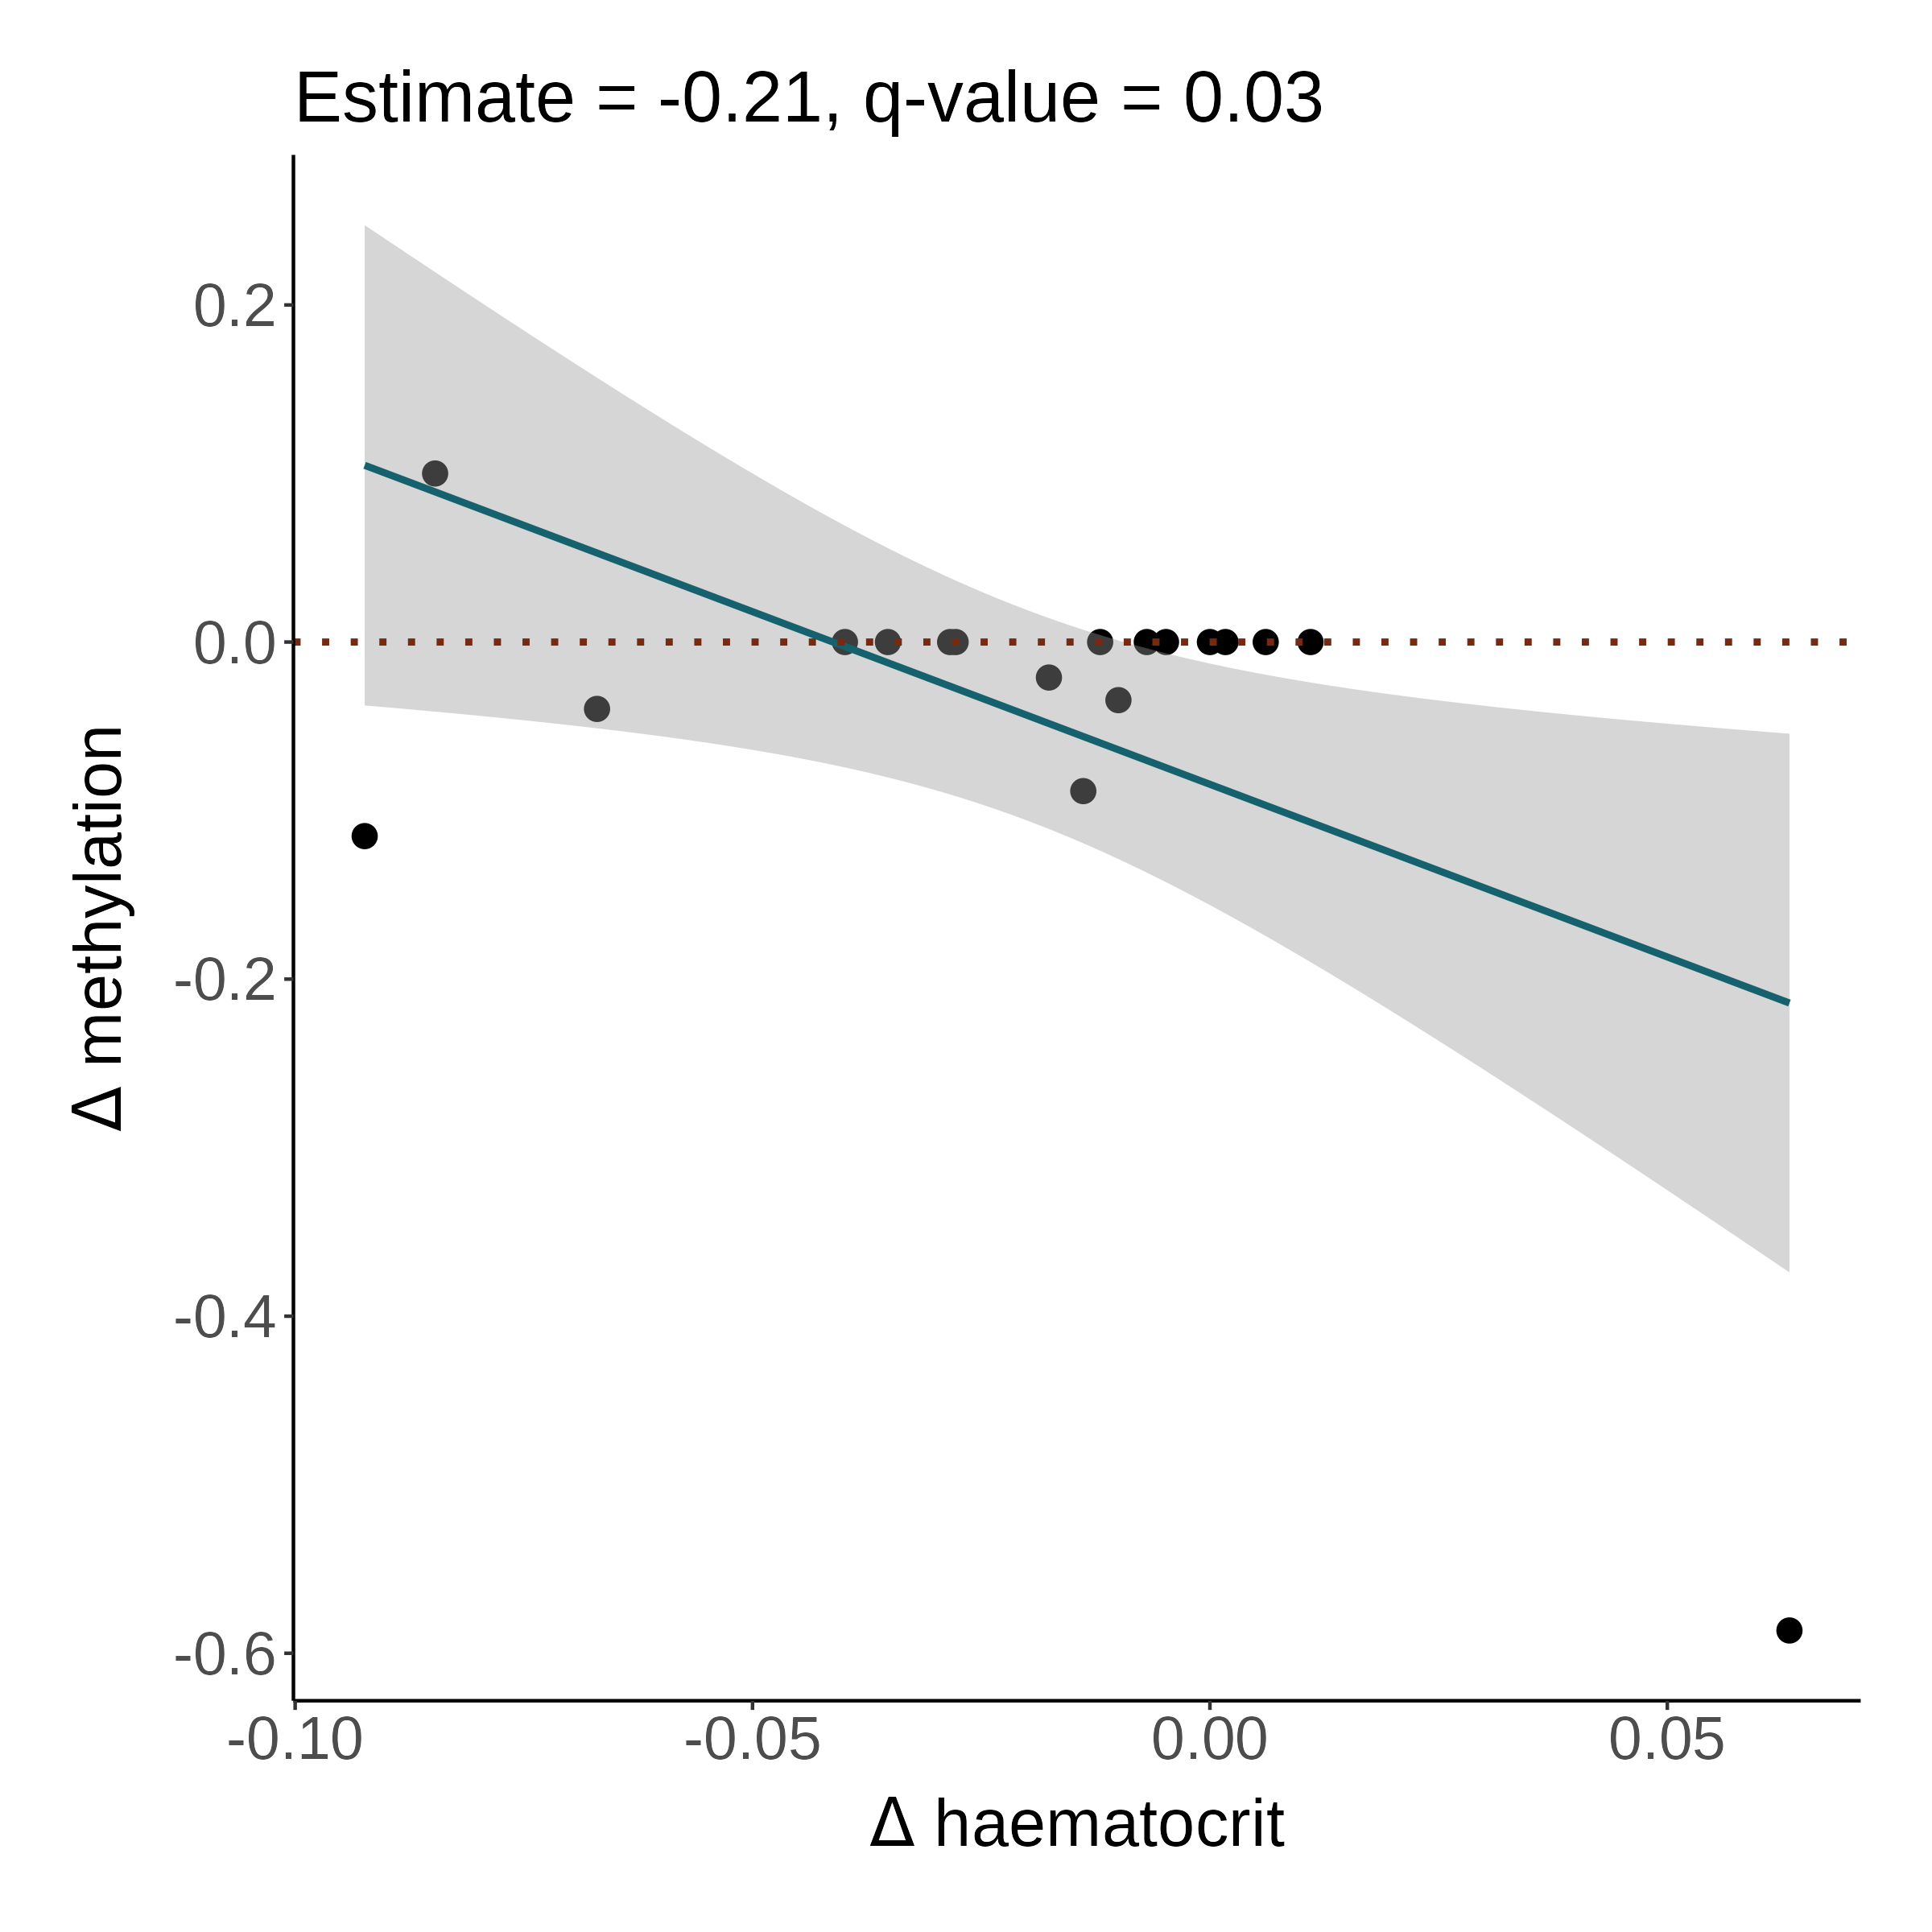 Estimate = -0.21, q-value = 0.03
0.2
0.0
-0.2
-0.4
-0.6
Δ methylation
-0.10 -0.05 0.00 0.05
Δ haematocrit